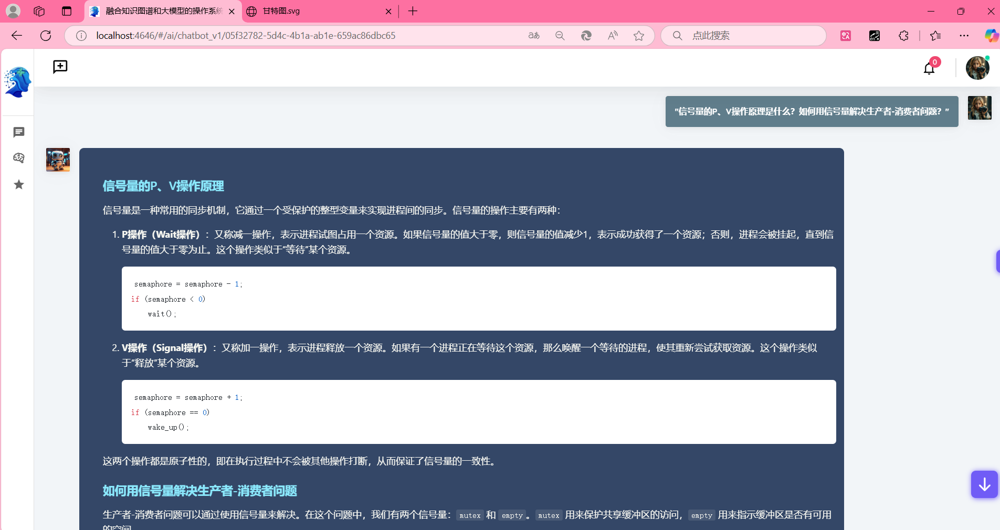 融合知识图谱和大模型的操作系统
甘特图.svg
localhost:4646/#/ai/chatbot_v1/05f32782-5d4c-4b1a-ab1e-659ac86dbc65
aあ
点此搜索
0
"信号量的P、V操作原理是什么？如何用信号量解决生产者-消费者问题？"
信号量的P、V操作原理
信号量是一种常用的同步机制，它通过一个受保护的整型变量来实现进程间的同步。信号量的操作主要有两种：
1. P操作（Wait操作）：又称减一操作，表示进程试图占用一个资源。如果信号量的值大于零，则信号量的值减少1，表示成功获得了一个资源；否则，进程会被挂起，直到信
号量的值大于零为止。这个操作类似于“等待”某个资源。
semaphore = semaphore - 1;
if (semaphore < 0)
wait();
2. V操作（Signal操作）：又称加一操作，表示进程释放一个资源。如果有一个进程正在等待这个资源，那么唤醒一个等待的进程，使其重新尝试获取资源。这个操作类似
于“释放”某个资源。
semaphore = semaphore + 1;
if (semaphore == 0)
wake_up();
这两个操作都是原子性的，即在执行过程中不会被其他操作打断，从而保证了信号量的一致性。
如何用信号量解决生产者-消费者问题
生产者-消费者问题可以通过使用信号量来解决。在这个问题中，我们有两个信号量： mutex 和 empty 。 mutex 用来保护共享缓冲区的访问， empty 用来指示缓冲区是否有可用
的空间